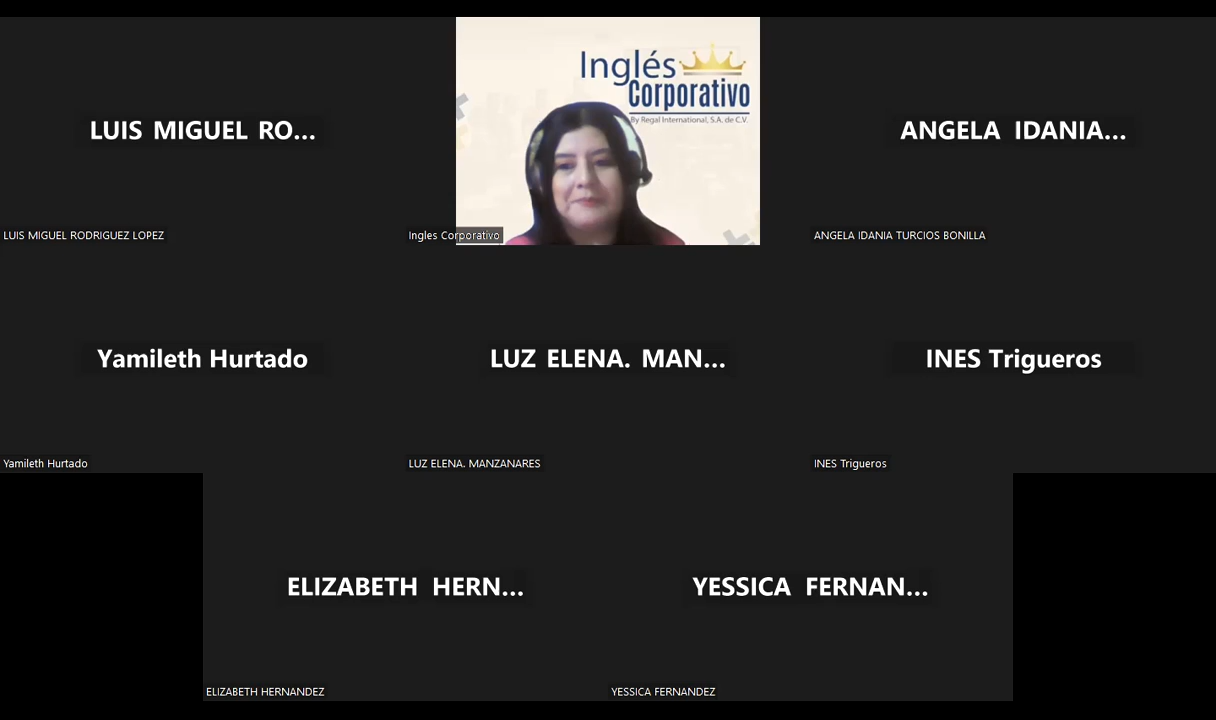 LUIS MIGUEL RO...
LUIS MIGUEL RODRIGUEZ LOPEZ
Inglés
Corporativo
By Regal International, S.A. de C.V.
Ingles Corporativo
ANGELA IDANIA...
ANGELA IDANIA TURCIOS BONILLA
Yamileth Hurtado
Yamileth Hurtado
LUZ ELENA. MAN...
LUZ ELENA. MANZANARES
INES Trigueros
INES Trigueros
ELIZABETH HERN...
ELIZABETH HERNANDEZ
YESSICA FERNAN...
YESSICA FERNANDEZ